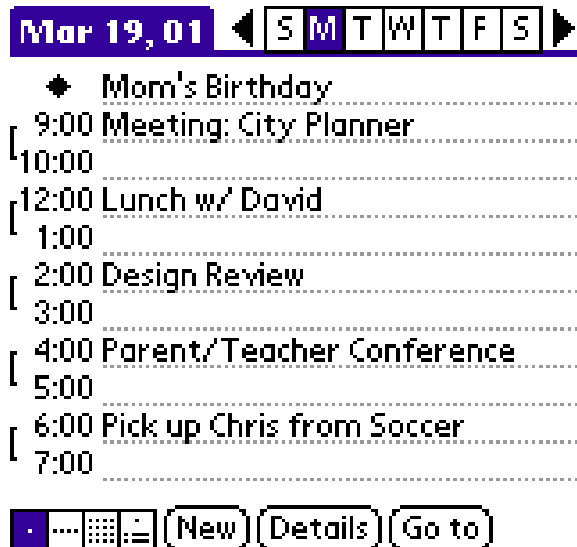 Mar 19, 01 S M T W T F S
Mom's Birthday
9:00 Meeting: City Planner
10:00
12:00 Lunch w/ David
1:00
2:00 Design Review
3:00
4:00 Parent/Teacher Conference
5:00
6:00 Pick up Chris from Soccer
7:00
New Details Go to